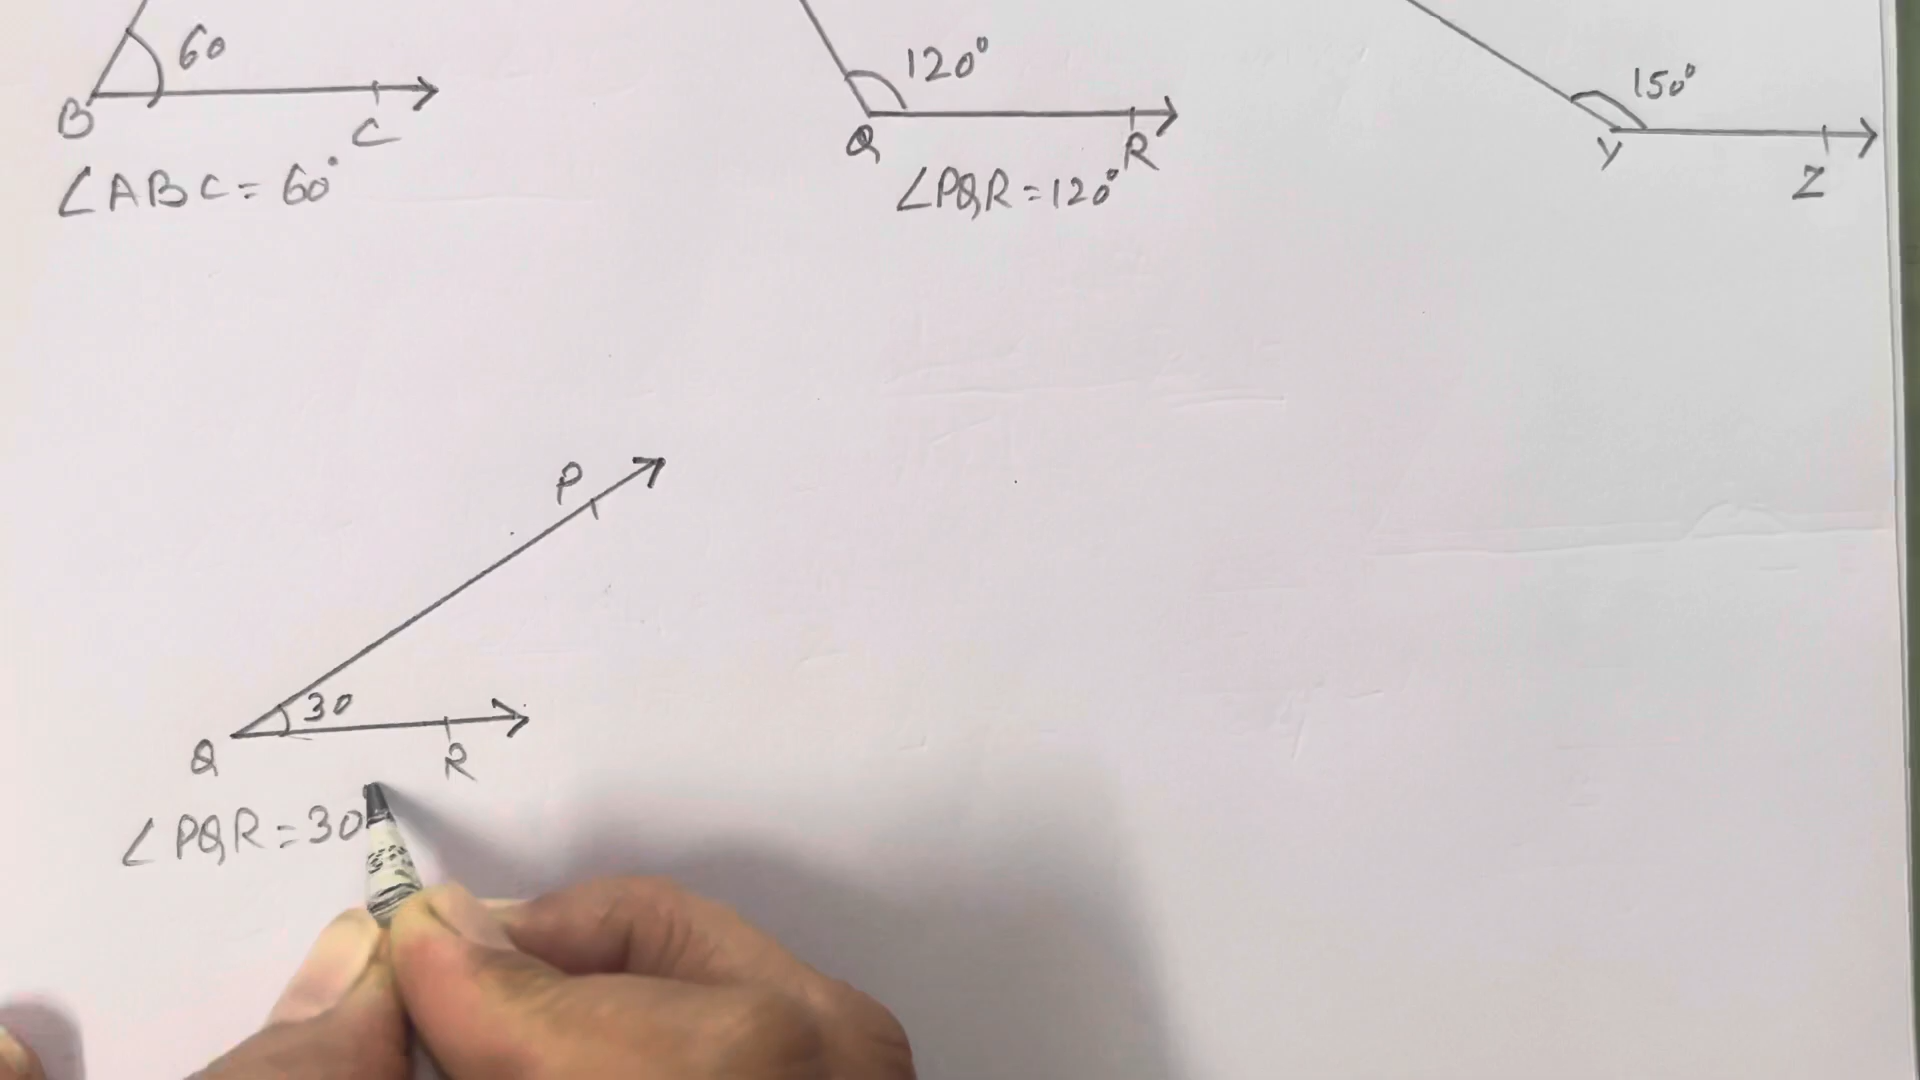 60
B
C
∠ABC = 60°
120°
Q
R
∠PQR = 120°
150°
Y
Z
P
30
Q
R
∠PQR = 30